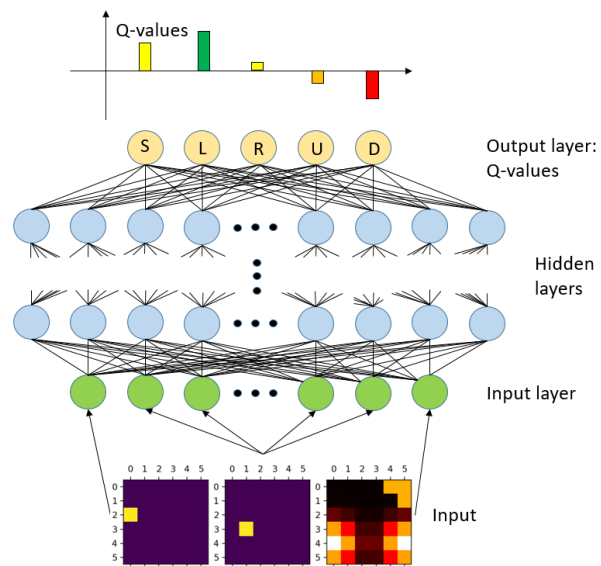 Q-values
S L R U D
Output layer:
Q-values
Hidden
layers
Input layer
0 1 2 3 4 5 0 1 2 3 4 5 0 1 2 3 4 5
0 0 0
1 1 1
2 2 2
3 3 3
4 4 4
5 5 5
Input